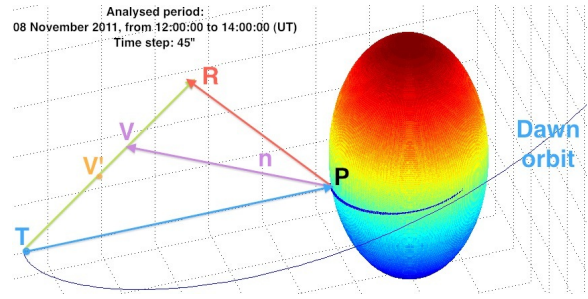 Analysed period:
08 November 2011, from 12:00:00 to 14:00:00 (UT)
Time step: 45"
R
V
V'
n
P
T
Dawn
orbit